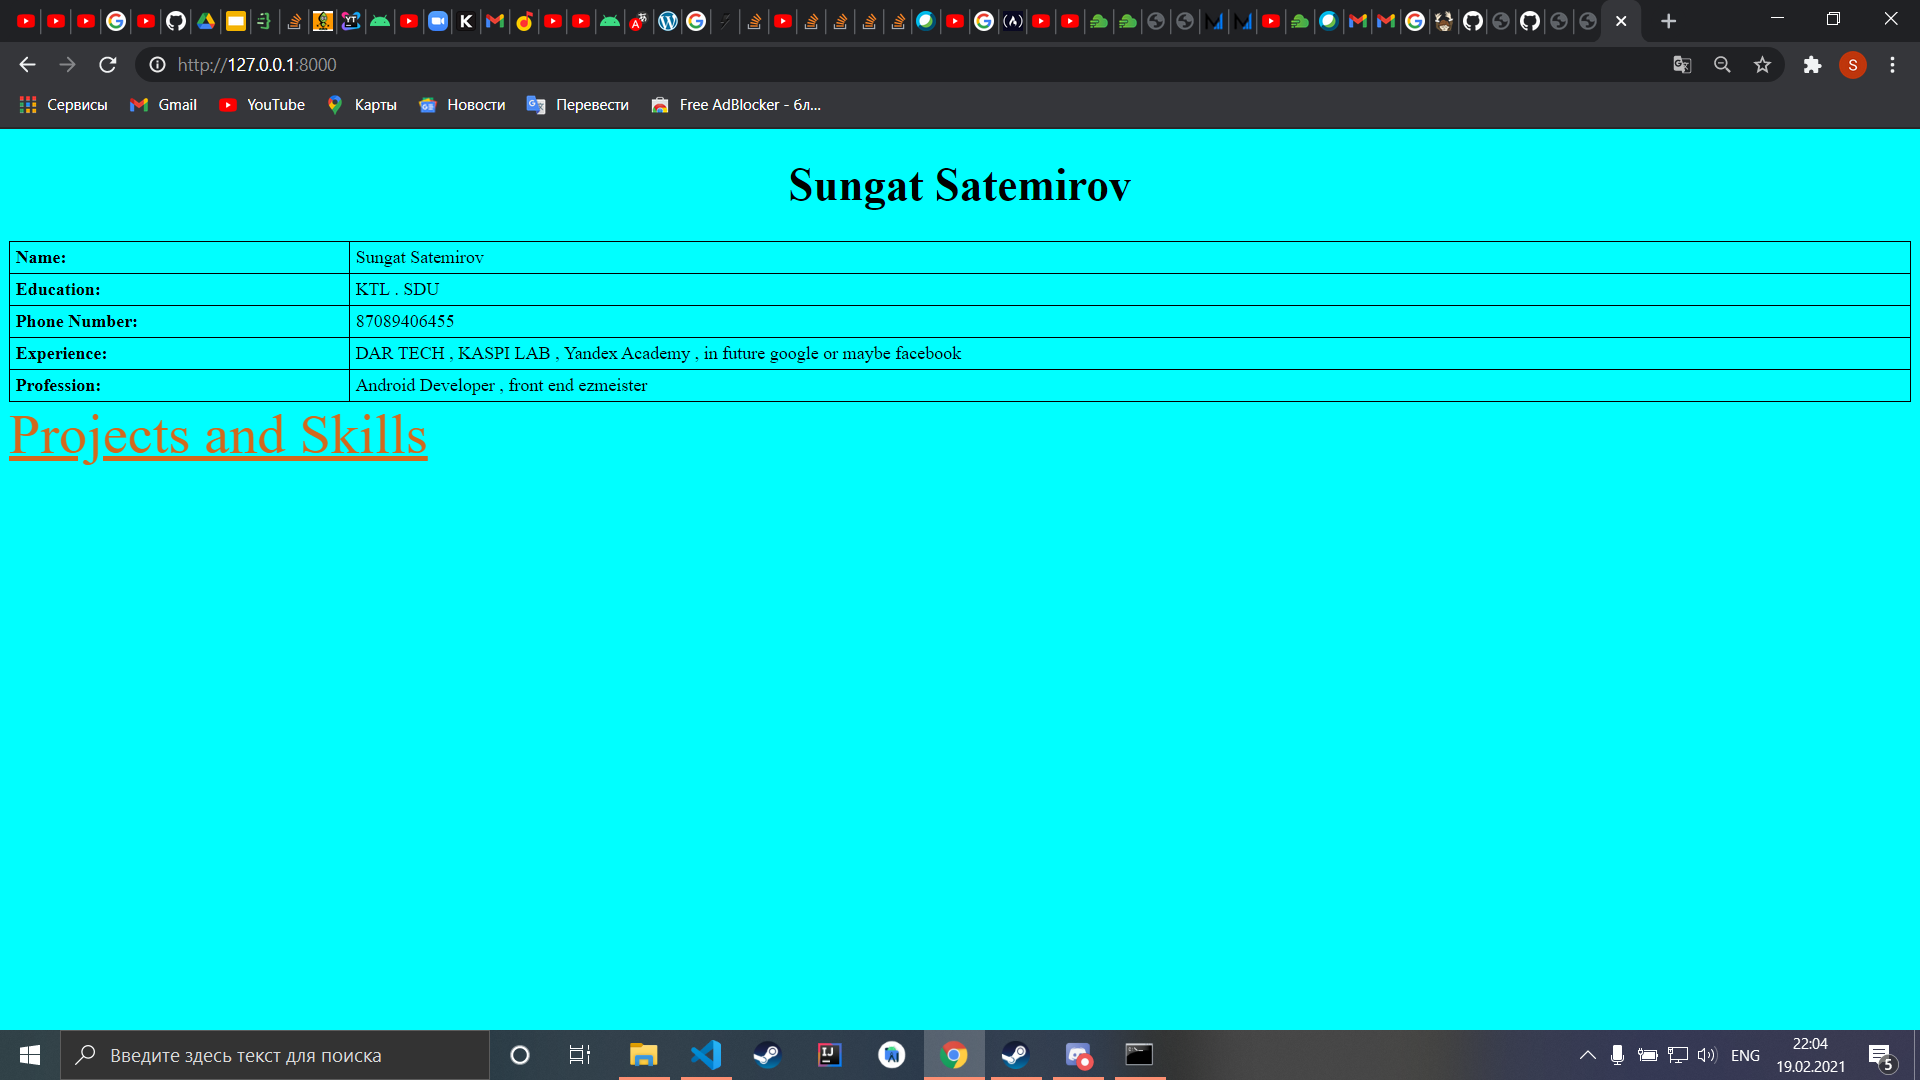 http://127.0.0.1:8000
Сервисы Gmail YouTube Карты Новости Перевести Free AdBlocker - бл...
Sungat Satemirov
Name: Sungat Satemirov
Education: KTL . SDU
Phone Number: 87089406455
Experience: DAR TECH , KASPI LAB , Yandex Academy , in future google or maybe facebook
Profession: Android Developer , front end ezmeister
Projects and Skills
Введите здесь текст для поиска
ENG
22:04
19.02.2021
5